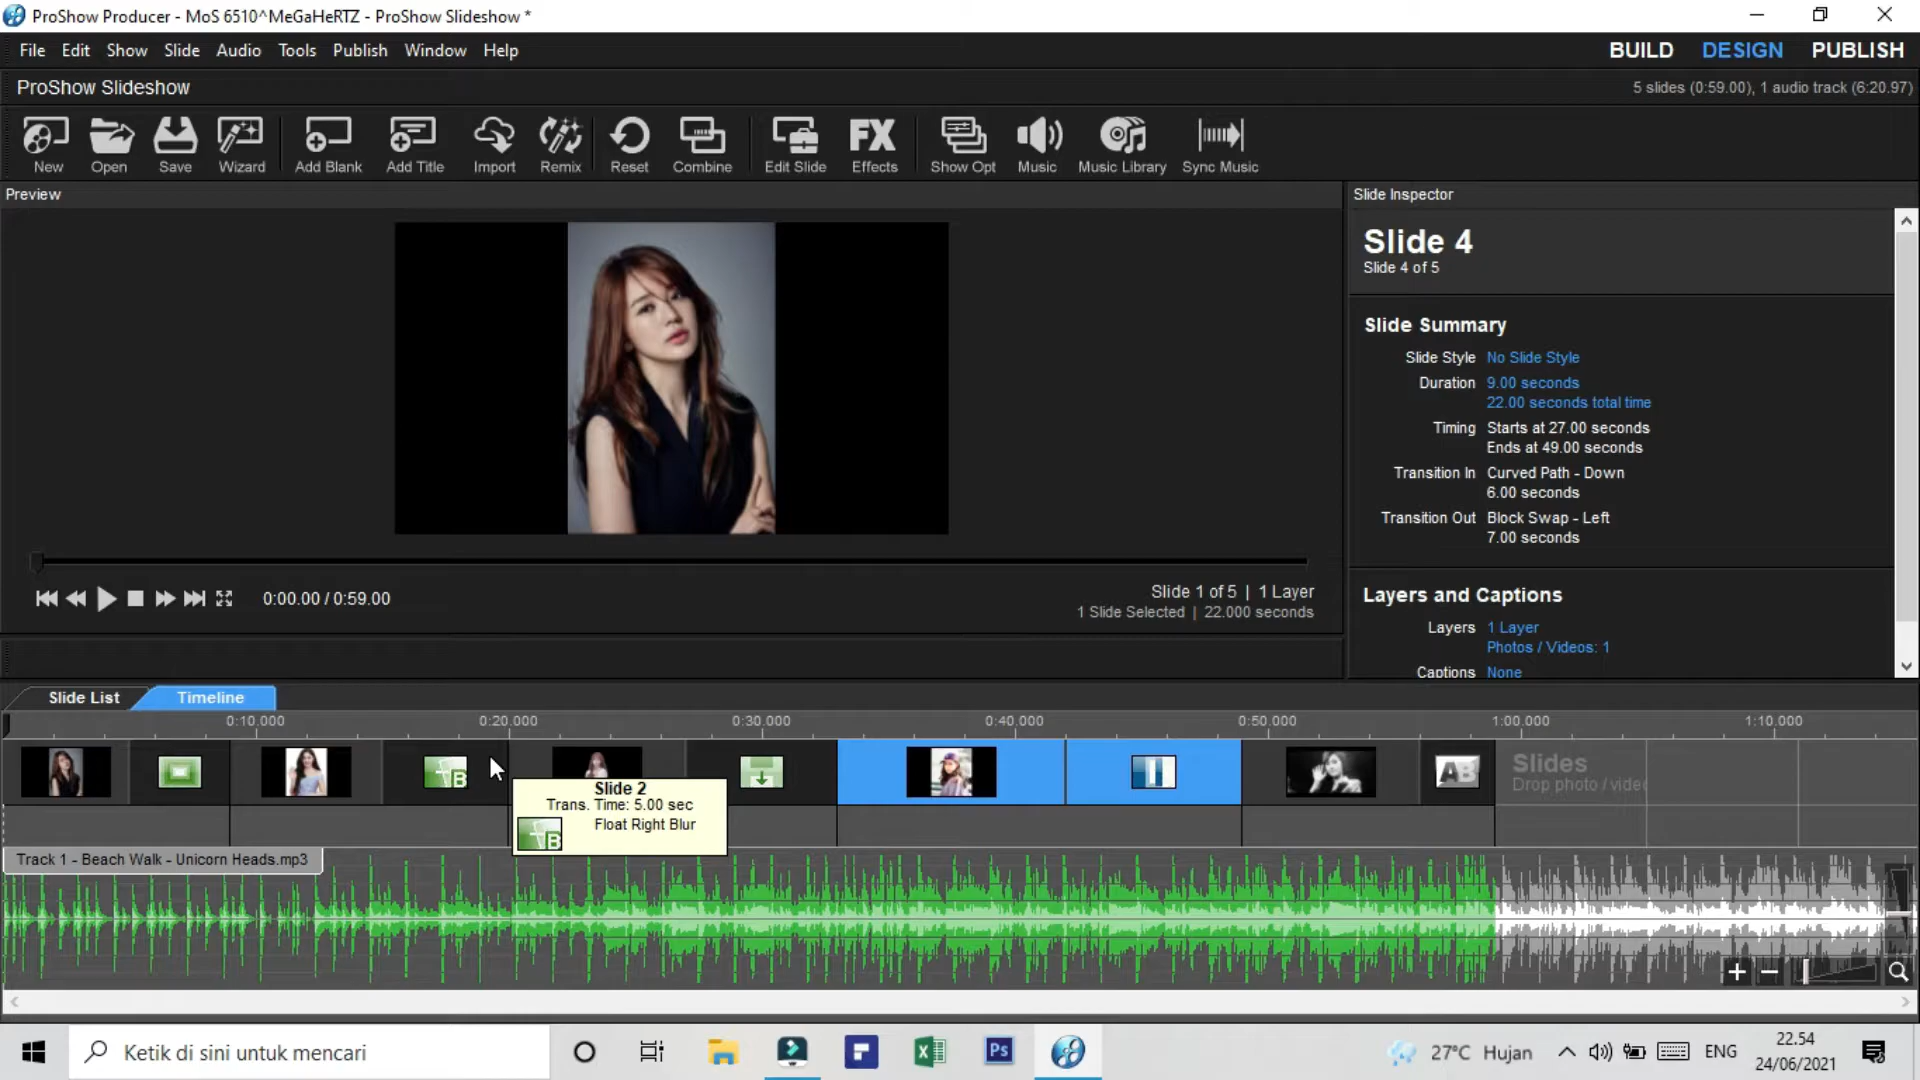 ProShow Producer - MoS 6510^MeGaHeRTZ - ProShow Slideshow *
File Edit Show Slide Audio Tools Publish Window Help
BUILD DESIGN PUBLISH
ProShow Slideshow
5 slides (0:59.00), 1 audio track (6:20.97)
New Open Save Wizard Add Blank Add Title Import Remix Reset Combine Edit Slide FX Effects Show Opt Music Music Library Sync Music
Preview
Slide Inspector
Slide 4
Slide 4 of 5
Slide Summary
Slide Style No Slide Style
Duration 9.00 seconds
22.00 seconds total time
Timing Starts at 27.00 seconds
Ends at 49.00 seconds
Transition In Curved Path - Down
6.00 seconds
Transition Out Block Swap - Left
7.00 seconds
Layers and Captions
Layers 1 Layer
Photos / Videos: 1
Captions None
0:00.00 / 0:59.00
Slide 1 of 5 | 1 Layer
1 Slide Selected | 22.000 seconds
Slide List Timeline
0:10.000 0:20.000 0:30.000 0:40.000 0:50.000 1:00.000 1:10.000
B
AB
Slides
Drop photo / video
Slide 2
Trans. Time: 5.00 sec
B
Float Right Blur
Track 1 - Beach Walk - Unicorn Heads.mp3
Ketik di sini untuk mencari
Ps
27°C Hujan
ENG
22.54
24/06/2021